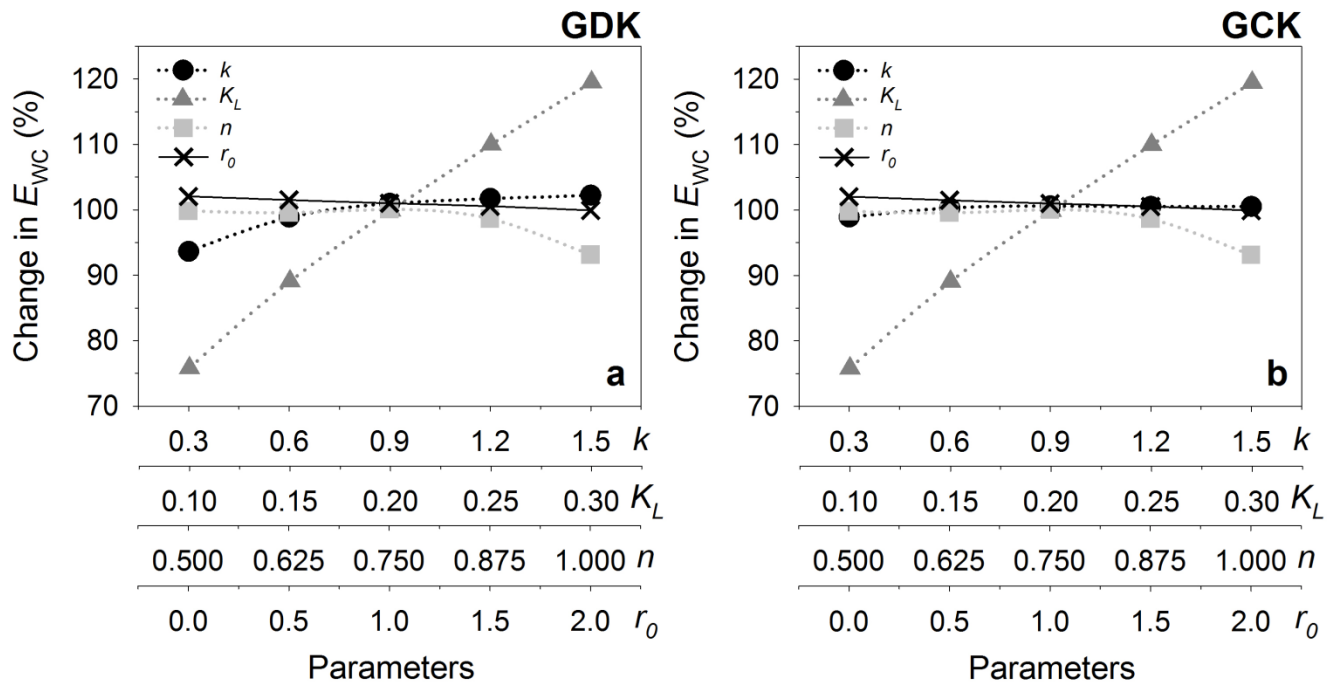 GDK
Change in E_WC (%)
120
110
100
90
80
70
k
K_L
n
r_0
a
0.3 0.6 0.9 1.2 1.5 k
0.10 0.15 0.20 0.25 0.30 K_L
0.500 0.625 0.750 0.875 1.000 n
0.0 0.5 1.0 1.5 2.0 r_0
Parameters
GCK
Change in E_WC (%)
120
110
100
90
80
70
k
K_L
n
r_0
b
0.3 0.6 0.9 1.2 1.5 k
0.10 0.15 0.20 0.25 0.30 K_L
0.500 0.625 0.750 0.875 1.000 n
0.0 0.5 1.0 1.5 2.0 r_0
Parameters